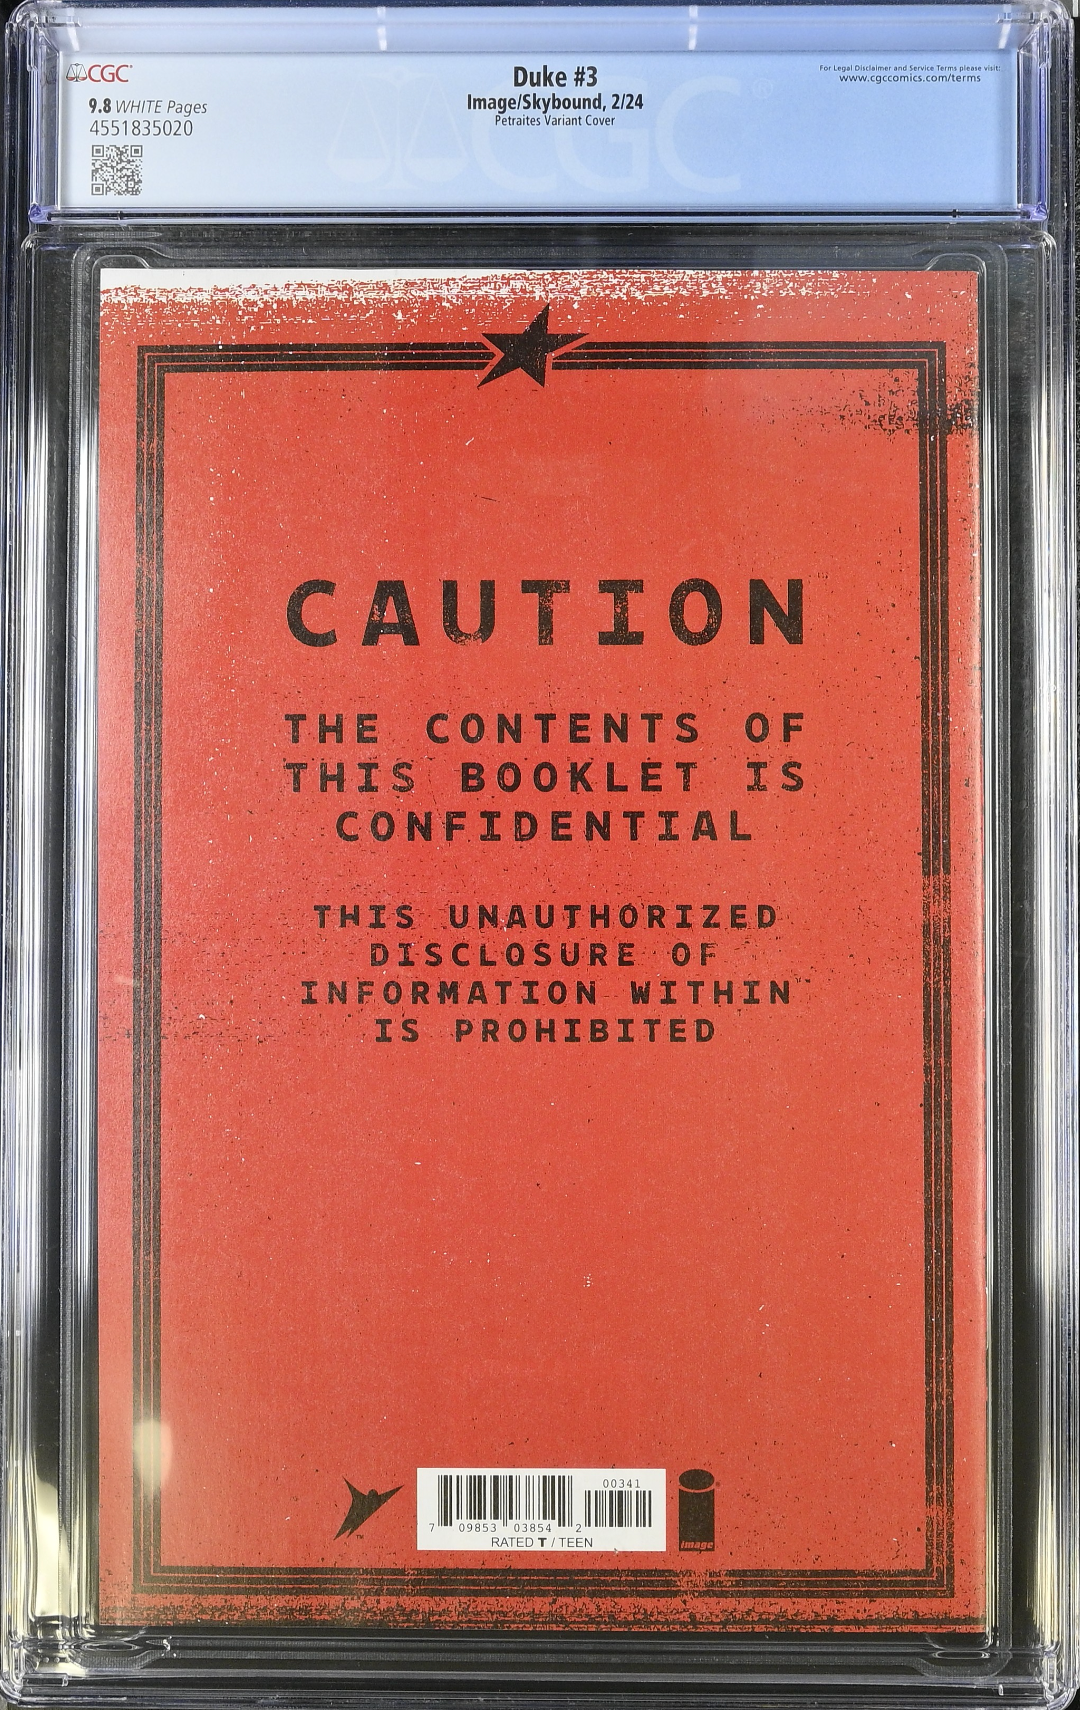 CGC
9.8 WHITE Pages
4551835020
Duke #3
Image/Skybound, 2/24
Petraites Variant Cover
For Legal Disclaimer and Service Terms please visit:
www.cgccomics.com/terms
CGC
CAUTION
THE CONTENTS OF
THIS BOOKLET IS
CONFIDENTIAL
THIS UNAUTHORIZED
DISCLOSURE OF
INFORMATION WITHIN
IS PROHIBITED
00341
7 09853 03854 2
RATED T / TEEN
TM
image